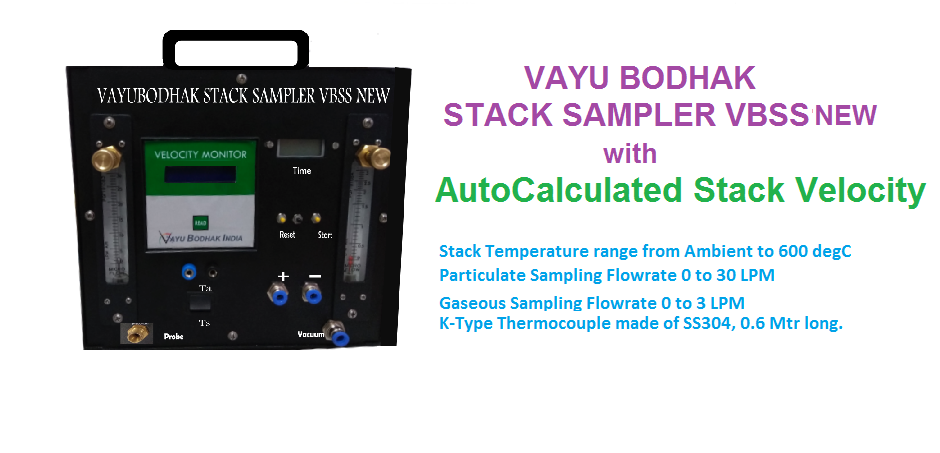 VAYUBODHAK STACK SAMPLER VBSS NEW
VELOCITY MONITOR
READ
VAYU BODHAK INDIA
Time
Reset
Start
+
−
Ta
Ts
Probe
Vacuum
VAYU BODHAK
STACK SAMPLER VBSS NEW
with
AutoCalculated Stack Velocity
Stack Temperature range from Ambient to 600 degC
Particulate Sampling Flowrate 0 to 30 LPM
Gaseous Sampling Flowrate 0 to 3 LPM
K-Type Thermocouple made of SS304, 0.6 Mtr long.